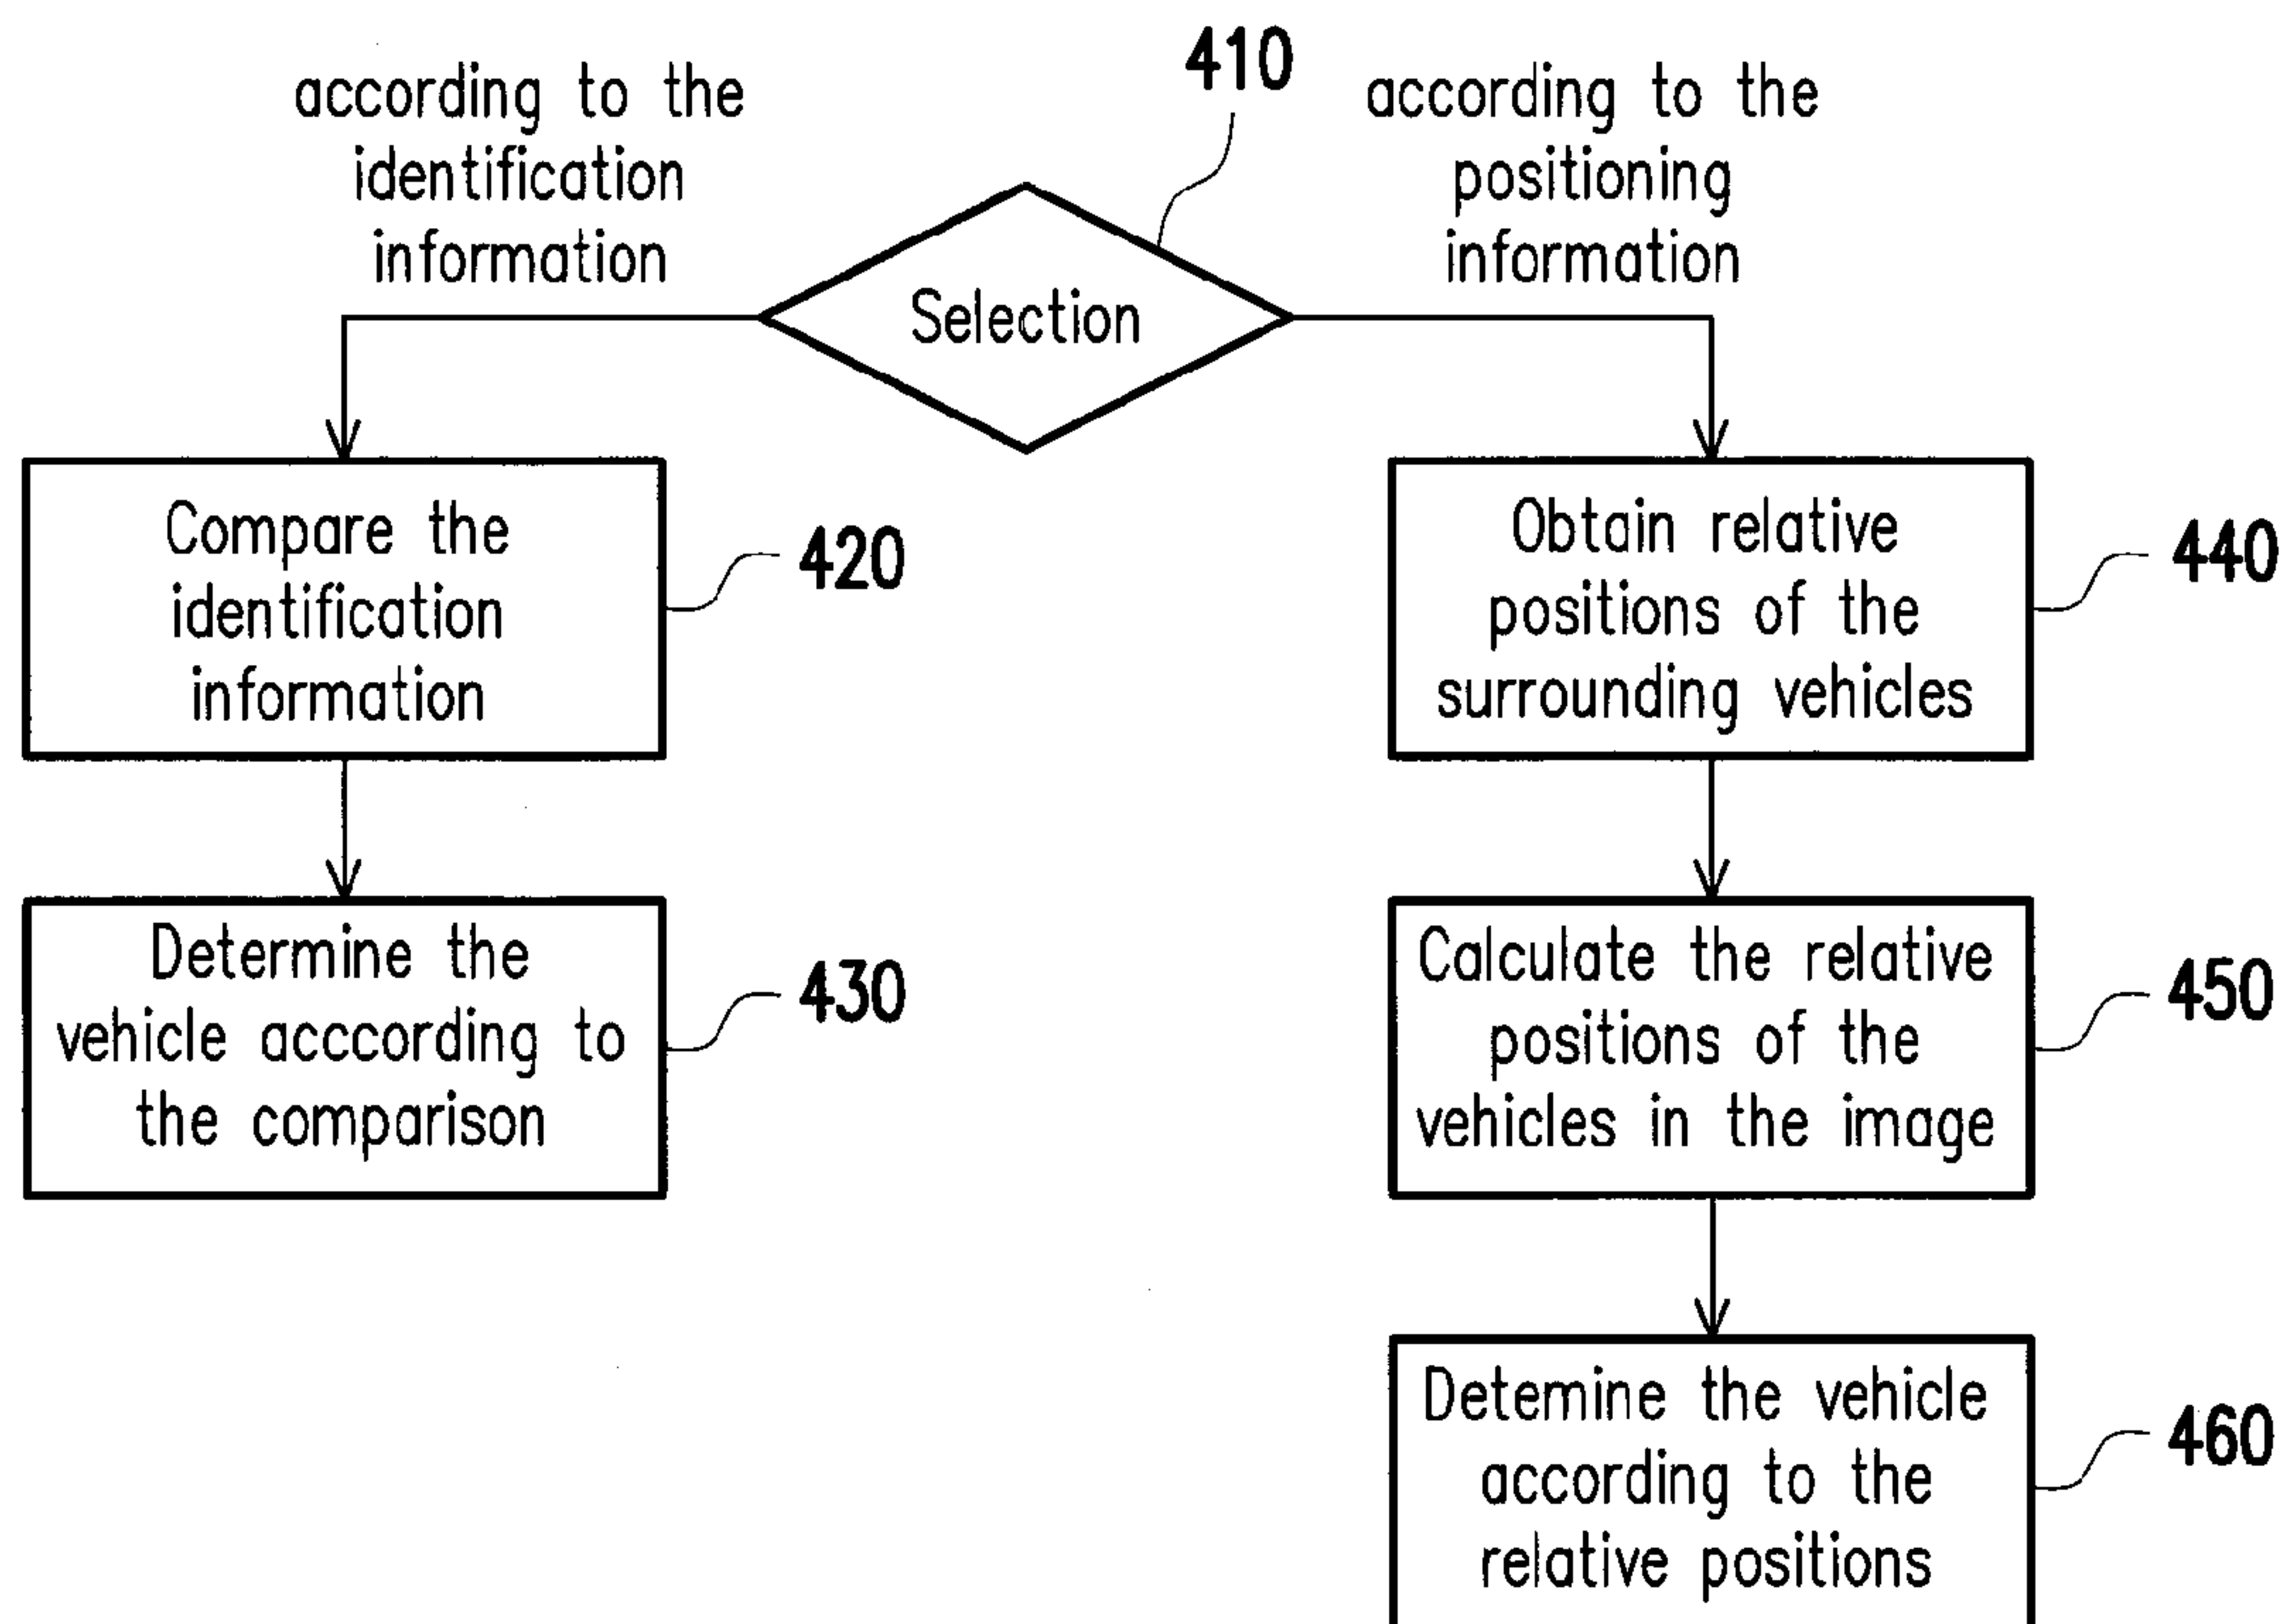 410
according to the
identification
information
according to the
positioning
information
Selection
Compare the
identification
information
420
Obtain relative
positions of the
surrounding vehicles
440
Determine the
vehicle acccording to
the comparison
430
Calculate the relative
positions of the
vehicles in the image
450
Detemine the vehicle
according to the
relative positions
460